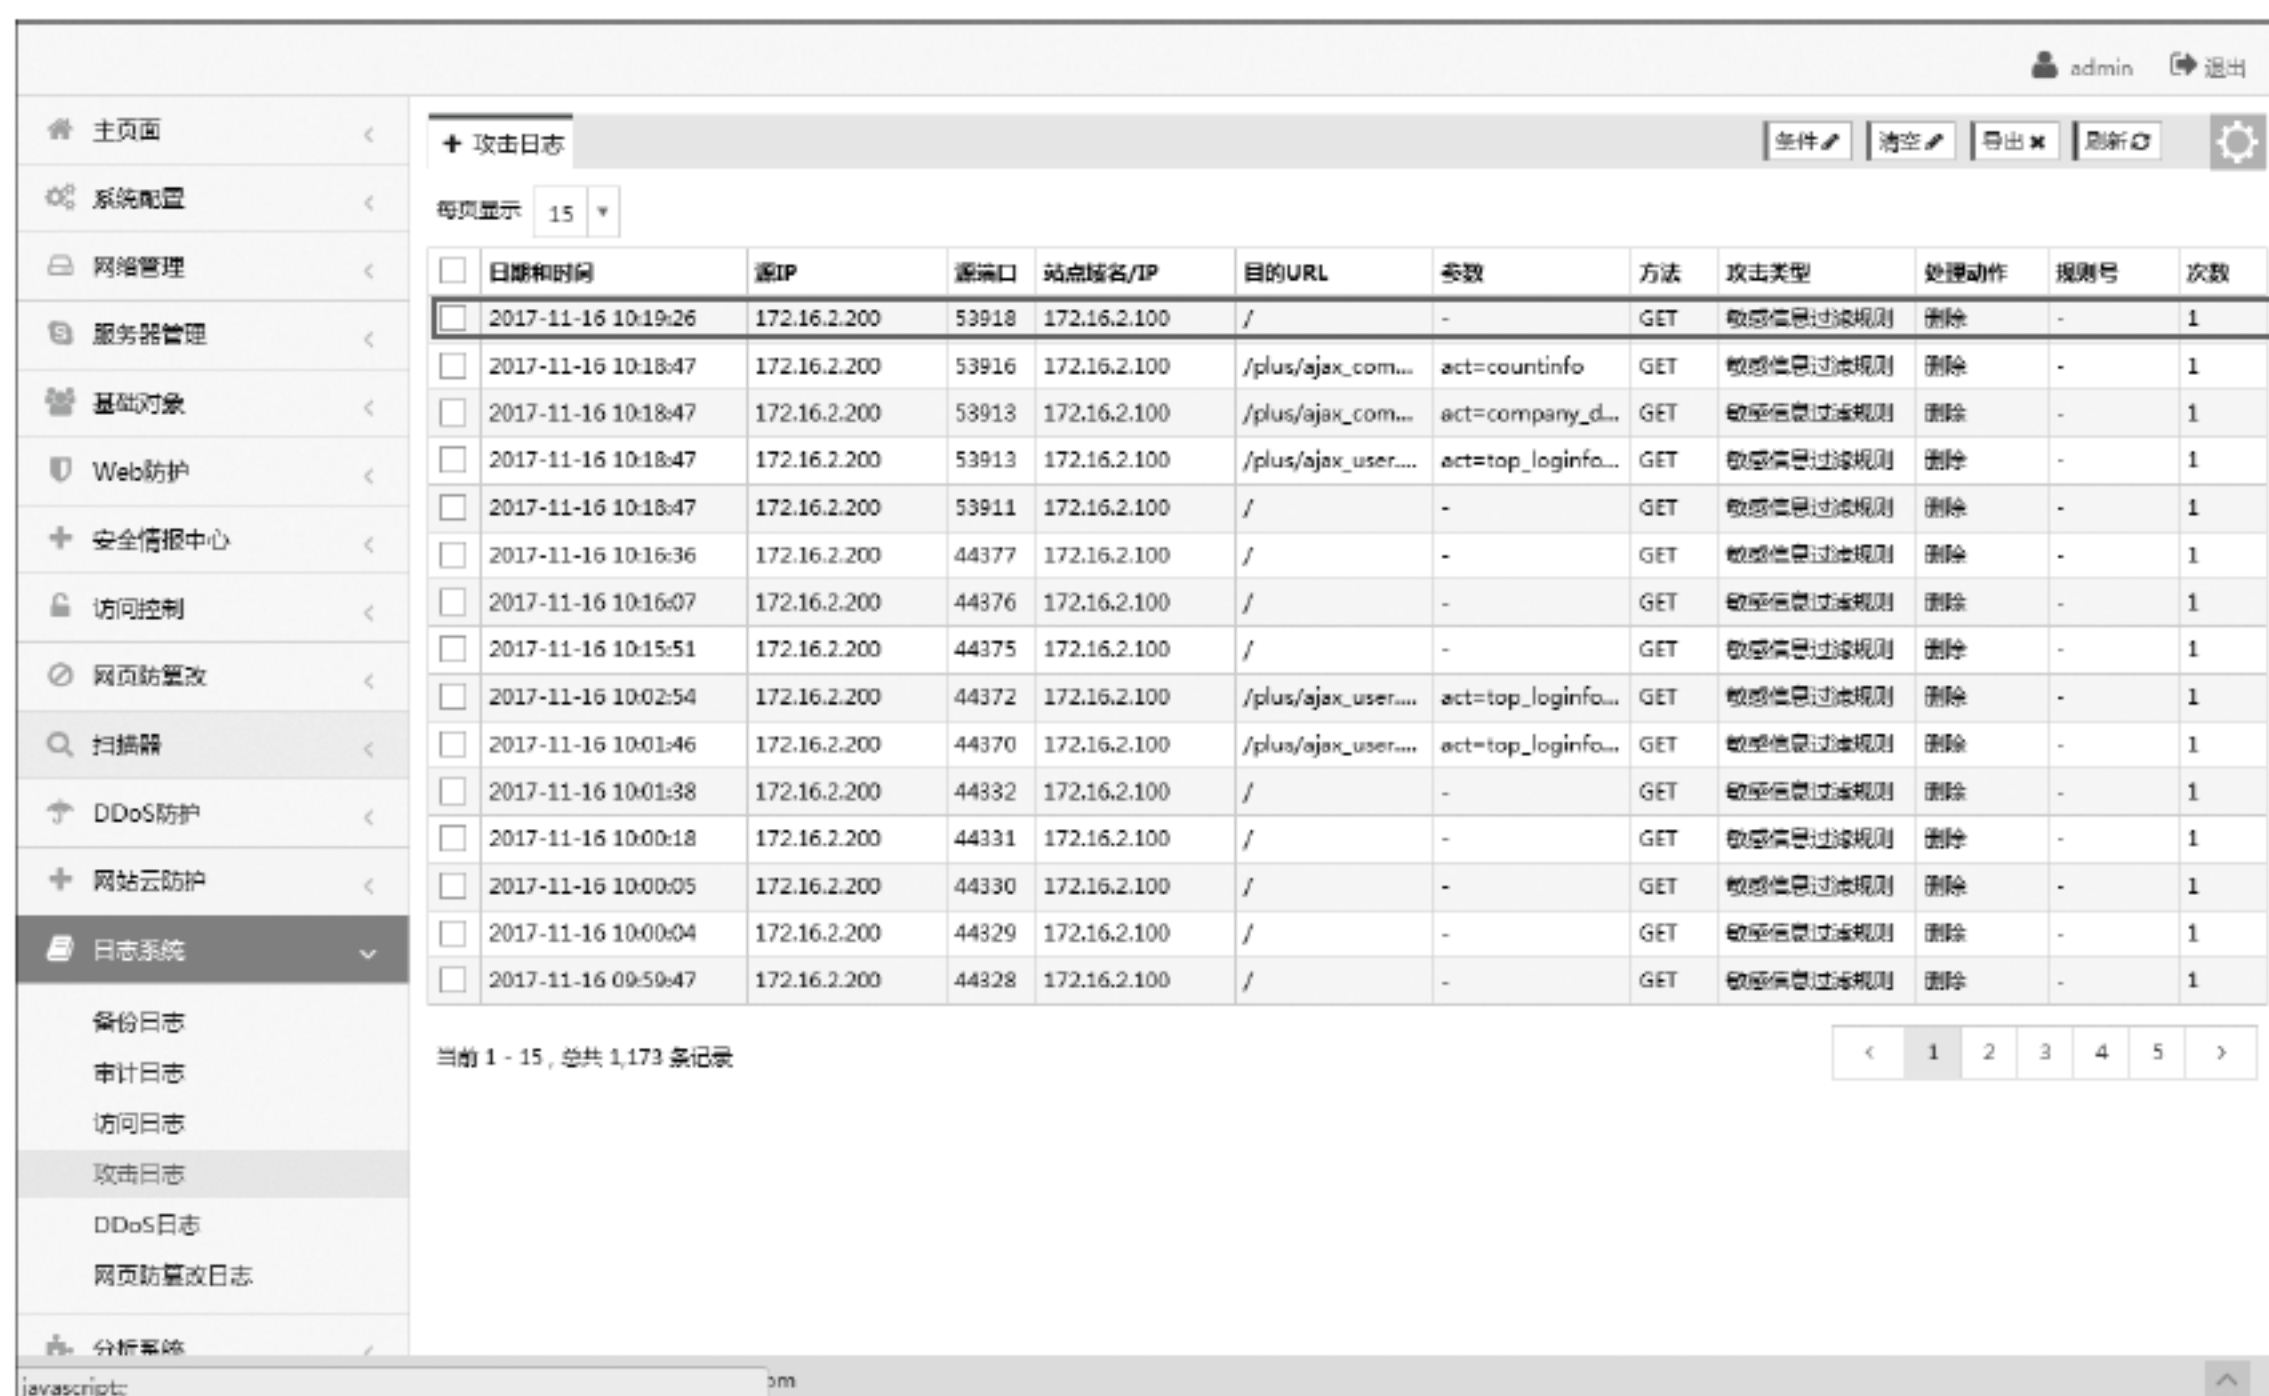 admin 退出
主页面
系统配置
网络管理
服务器管理
基础对象
Web防护
安全情报中心
访问控制
网页防篡改
扫描器
DDoS防护
网站云防护
日志系统
备份日志
审计日志
访问日志
攻击日志
DDoS日志
网页防篡改日志
分析系统
攻击日志 条件 清空 导出 刷新
每页显示 15
日期和时间 源IP 源端口 站点域名/IP 目的URL 参数 方法 攻击类型 处理动作 规则号 次数
2017-11-16 10:19:26 172.16.2.200 53918 172.16.2.100 / - GET 敏感信息过滤规则 删除 - 1
2017-11-16 10:18:47 172.16.2.200 53916 172.16.2.100 /plus/ajax_com... act=countinfo GET 敏感信息过滤规则 删除 - 1
2017-11-16 10:18:47 172.16.2.200 53913 172.16.2.100 /plus/ajax_com... act=company_d... GET 敏感信息过滤规则 删除 - 1
2017-11-16 10:18:47 172.16.2.200 53913 172.16.2.100 /plus/ajax_user.... act=top_loginfo... GET 敏感信息过滤规则 删除 - 1
2017-11-16 10:18:47 172.16.2.200 53911 172.16.2.100 / - GET 敏感信息过滤规则 删除 - 1
2017-11-16 10:16:36 172.16.2.200 44377 172.16.2.100 / - GET 敏感信息过滤规则 删除 - 1
2017-11-16 10:16:07 172.16.2.200 44376 172.16.2.100 / - GET 敏感信息过滤规则 删除 - 1
2017-11-16 10:15:51 172.16.2.200 44375 172.16.2.100 / - GET 敏感信息过滤规则 删除 - 1
2017-11-16 10:02:54 172.16.2.200 44372 172.16.2.100 /plus/ajax_user.... act=top_loginfo... GET 敏感信息过滤规则 删除 - 1
2017-11-16 10:01:46 172.16.2.200 44370 172.16.2.100 /plus/ajax_user.... act=top_loginfo... GET 敏感信息过滤规则 删除 - 1
2017-11-16 10:01:38 172.16.2.200 44332 172.16.2.100 / - GET 敏感信息过滤规则 删除 - 1
2017-11-16 10:00:18 172.16.2.200 44331 172.16.2.100 / - GET 敏感信息过滤规则 删除 - 1
2017-11-16 10:00:05 172.16.2.200 44330 172.16.2.100 / - GET 敏感信息过滤规则 删除 - 1
2017-11-16 10:00:04 172.16.2.200 44329 172.16.2.100 / - GET 敏感信息过滤规则 删除 - 1
2017-11-16 09:59:47 172.16.2.200 44328 172.16.2.100 / - GET 敏感信息过滤规则 删除 - 1
当前 1 - 15 , 总共 1,173 条记录
< 1 2 3 4 5 >
javascript:; om